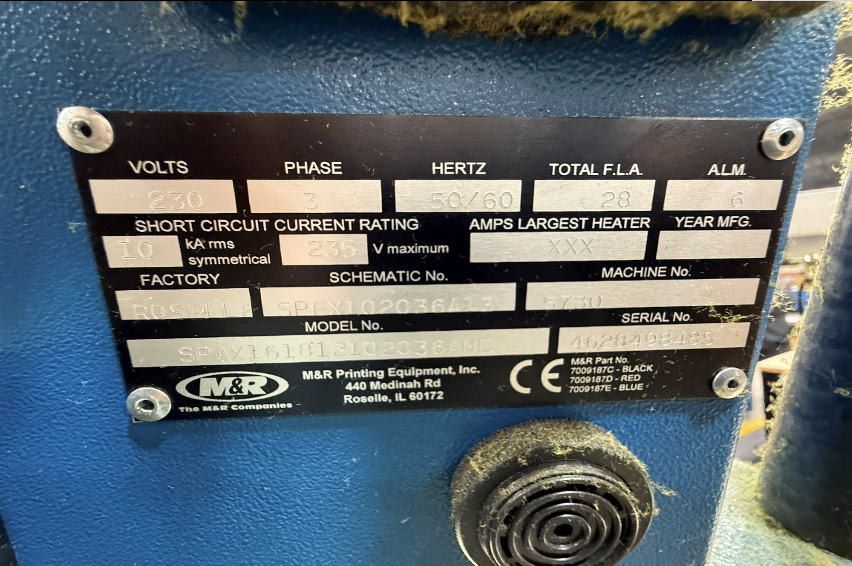 VOLTS PHASE HERTZ TOTAL F.L.A. A.L.M.
230 3 50/60 28 6
SHORT CIRCUIT CURRENT RATING AMPS LARGEST HEATER YEAR MFG.
10 kA rms symmetrical 235 V maximum XXX
FACTORY SCHEMATIC No. MACHINE No.
5730
MODEL No. SERIAL No.
M&R
The M&R Companies
M&R Printing Equipment, Inc.
440 Medinah Rd
Roselle, IL 60172
CE
M&R Part No.
7009187C - BLACK
7009187D - RED
7009187E - BLUE